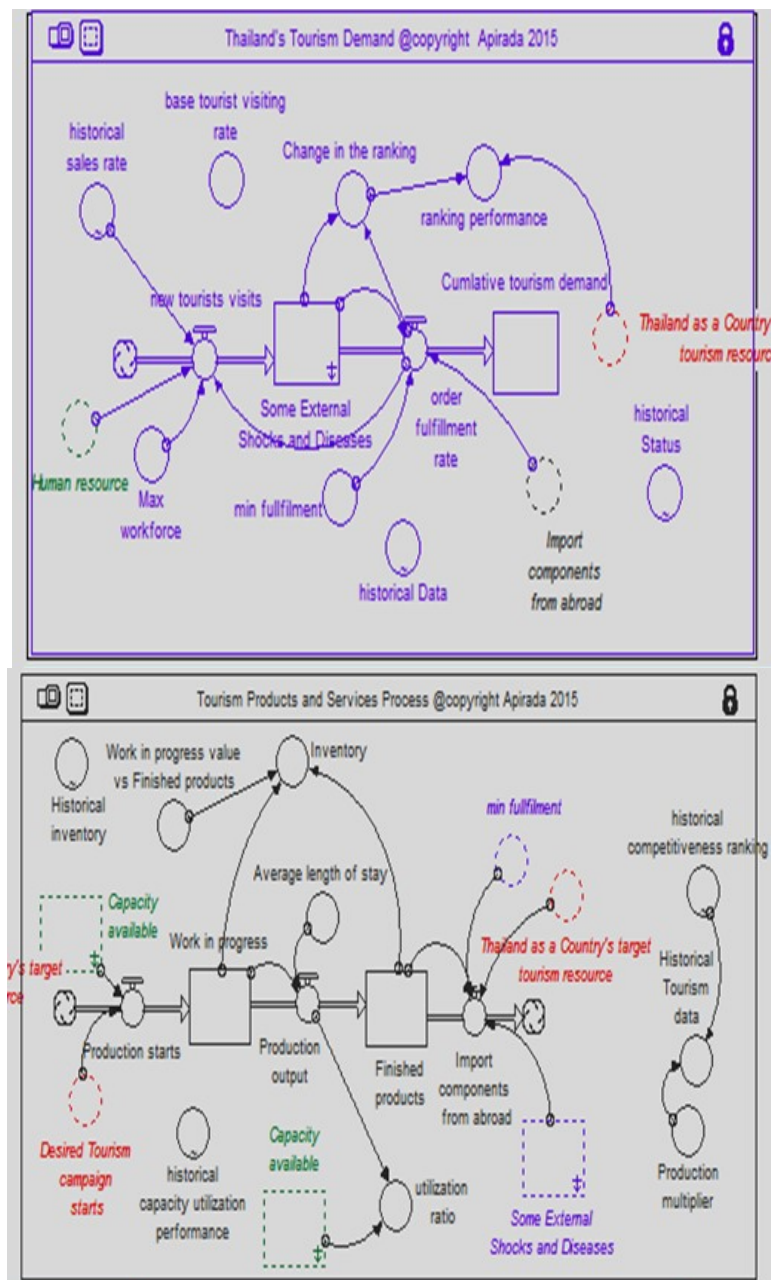 Thailand's Tourism Demand @copyright Apirada 2015
base tourist visiting
rate
historical
sales rate
Change in the ranking
ranking performance
new tourists visits
Cumlative tourism demand
Thailand as a Country
tourism resourc
Some External
Shocks and Diseases
order
fulfillment
rate
historical
Status
Human resource
Max
workforce
min fullfilment
historical Data
Import
components
from abroad
Tourism Products and Services Process @copyright Apirada 2015
Work in progress value
vs Finished products
Inventory
Historical
inventory
min fullfilment
historical
competitiveness ranking
Average length of stay
Capacity
available
Work in progress
Thailand as a Country's target
tourism resource
ry's target
rce
Historical
Tourism
data
Production starts
Production
output
Finished
products
Import
components
from abroad
Desired Tourism
campaign
starts
historical
capacity utilization
performance
Capacity
available
utilization
ratio
Some External
Shocks and Diseases
Production
multiplier